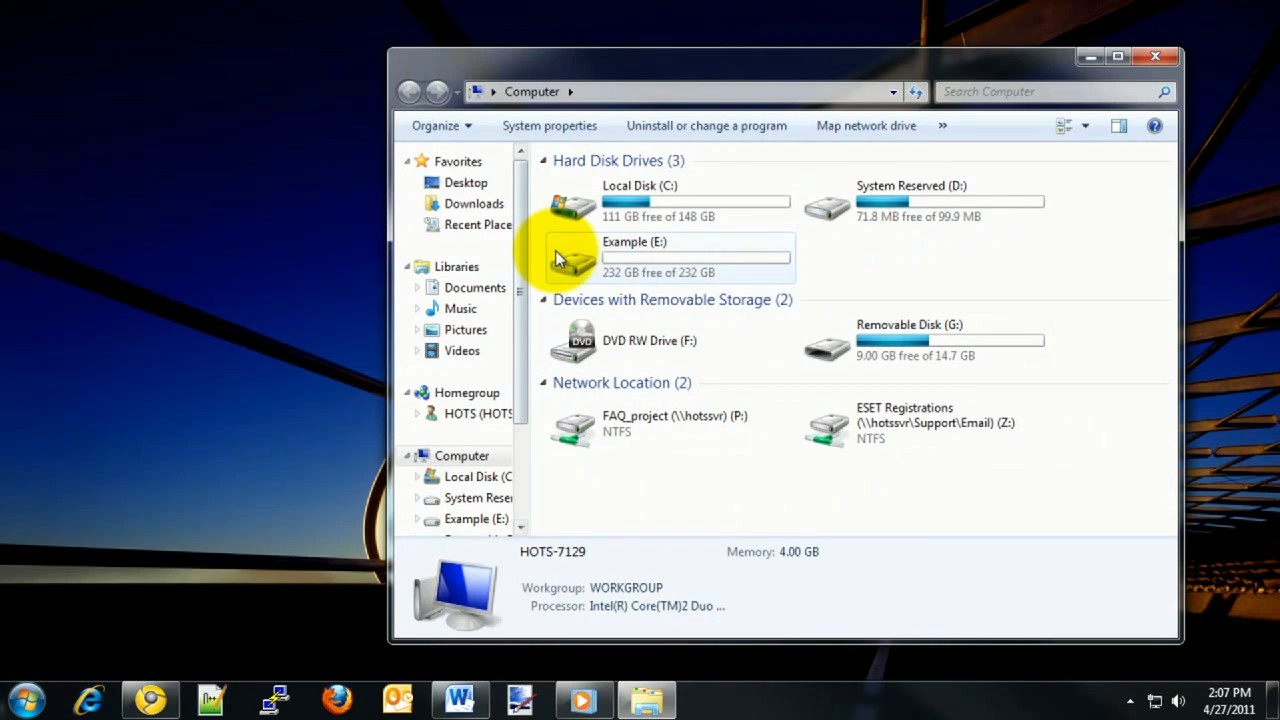 Computer
Search Computer
Organize
System properties
Uninstall or change a program
Map network drive
»
Favorites
Desktop
Downloads
Recent Place
Libraries
Documents
Music
Pictures
Videos
Homegroup
HOTS (HOTS
Computer
Local Disk (C
System Rese
Example (E:)
Hard Disk Drives (3)
Local Disk (C:)
111 GB free of 148 GB
System Reserved (D:)
71.8 MB free of 99.9 MB
Example (E:)
232 GB free of 232 GB
Devices with Removable Storage (2)
DVD
DVD RW Drive (F:)
Removable Disk (G:)
9.00 GB free of 14.7 GB
Network Location (2)
FAQ_project (\\hotssvr) (P:)
NTFS
ESET Registrations
(\\hotssvr\Support\Email) (Z:)
NTFS
HOTS-7129
Memory: 4.00 GB
Workgroup: WORKGROUP
Processor: Intel(R) Core(TM)2 Duo ...
2:07 PM
4/27/2011